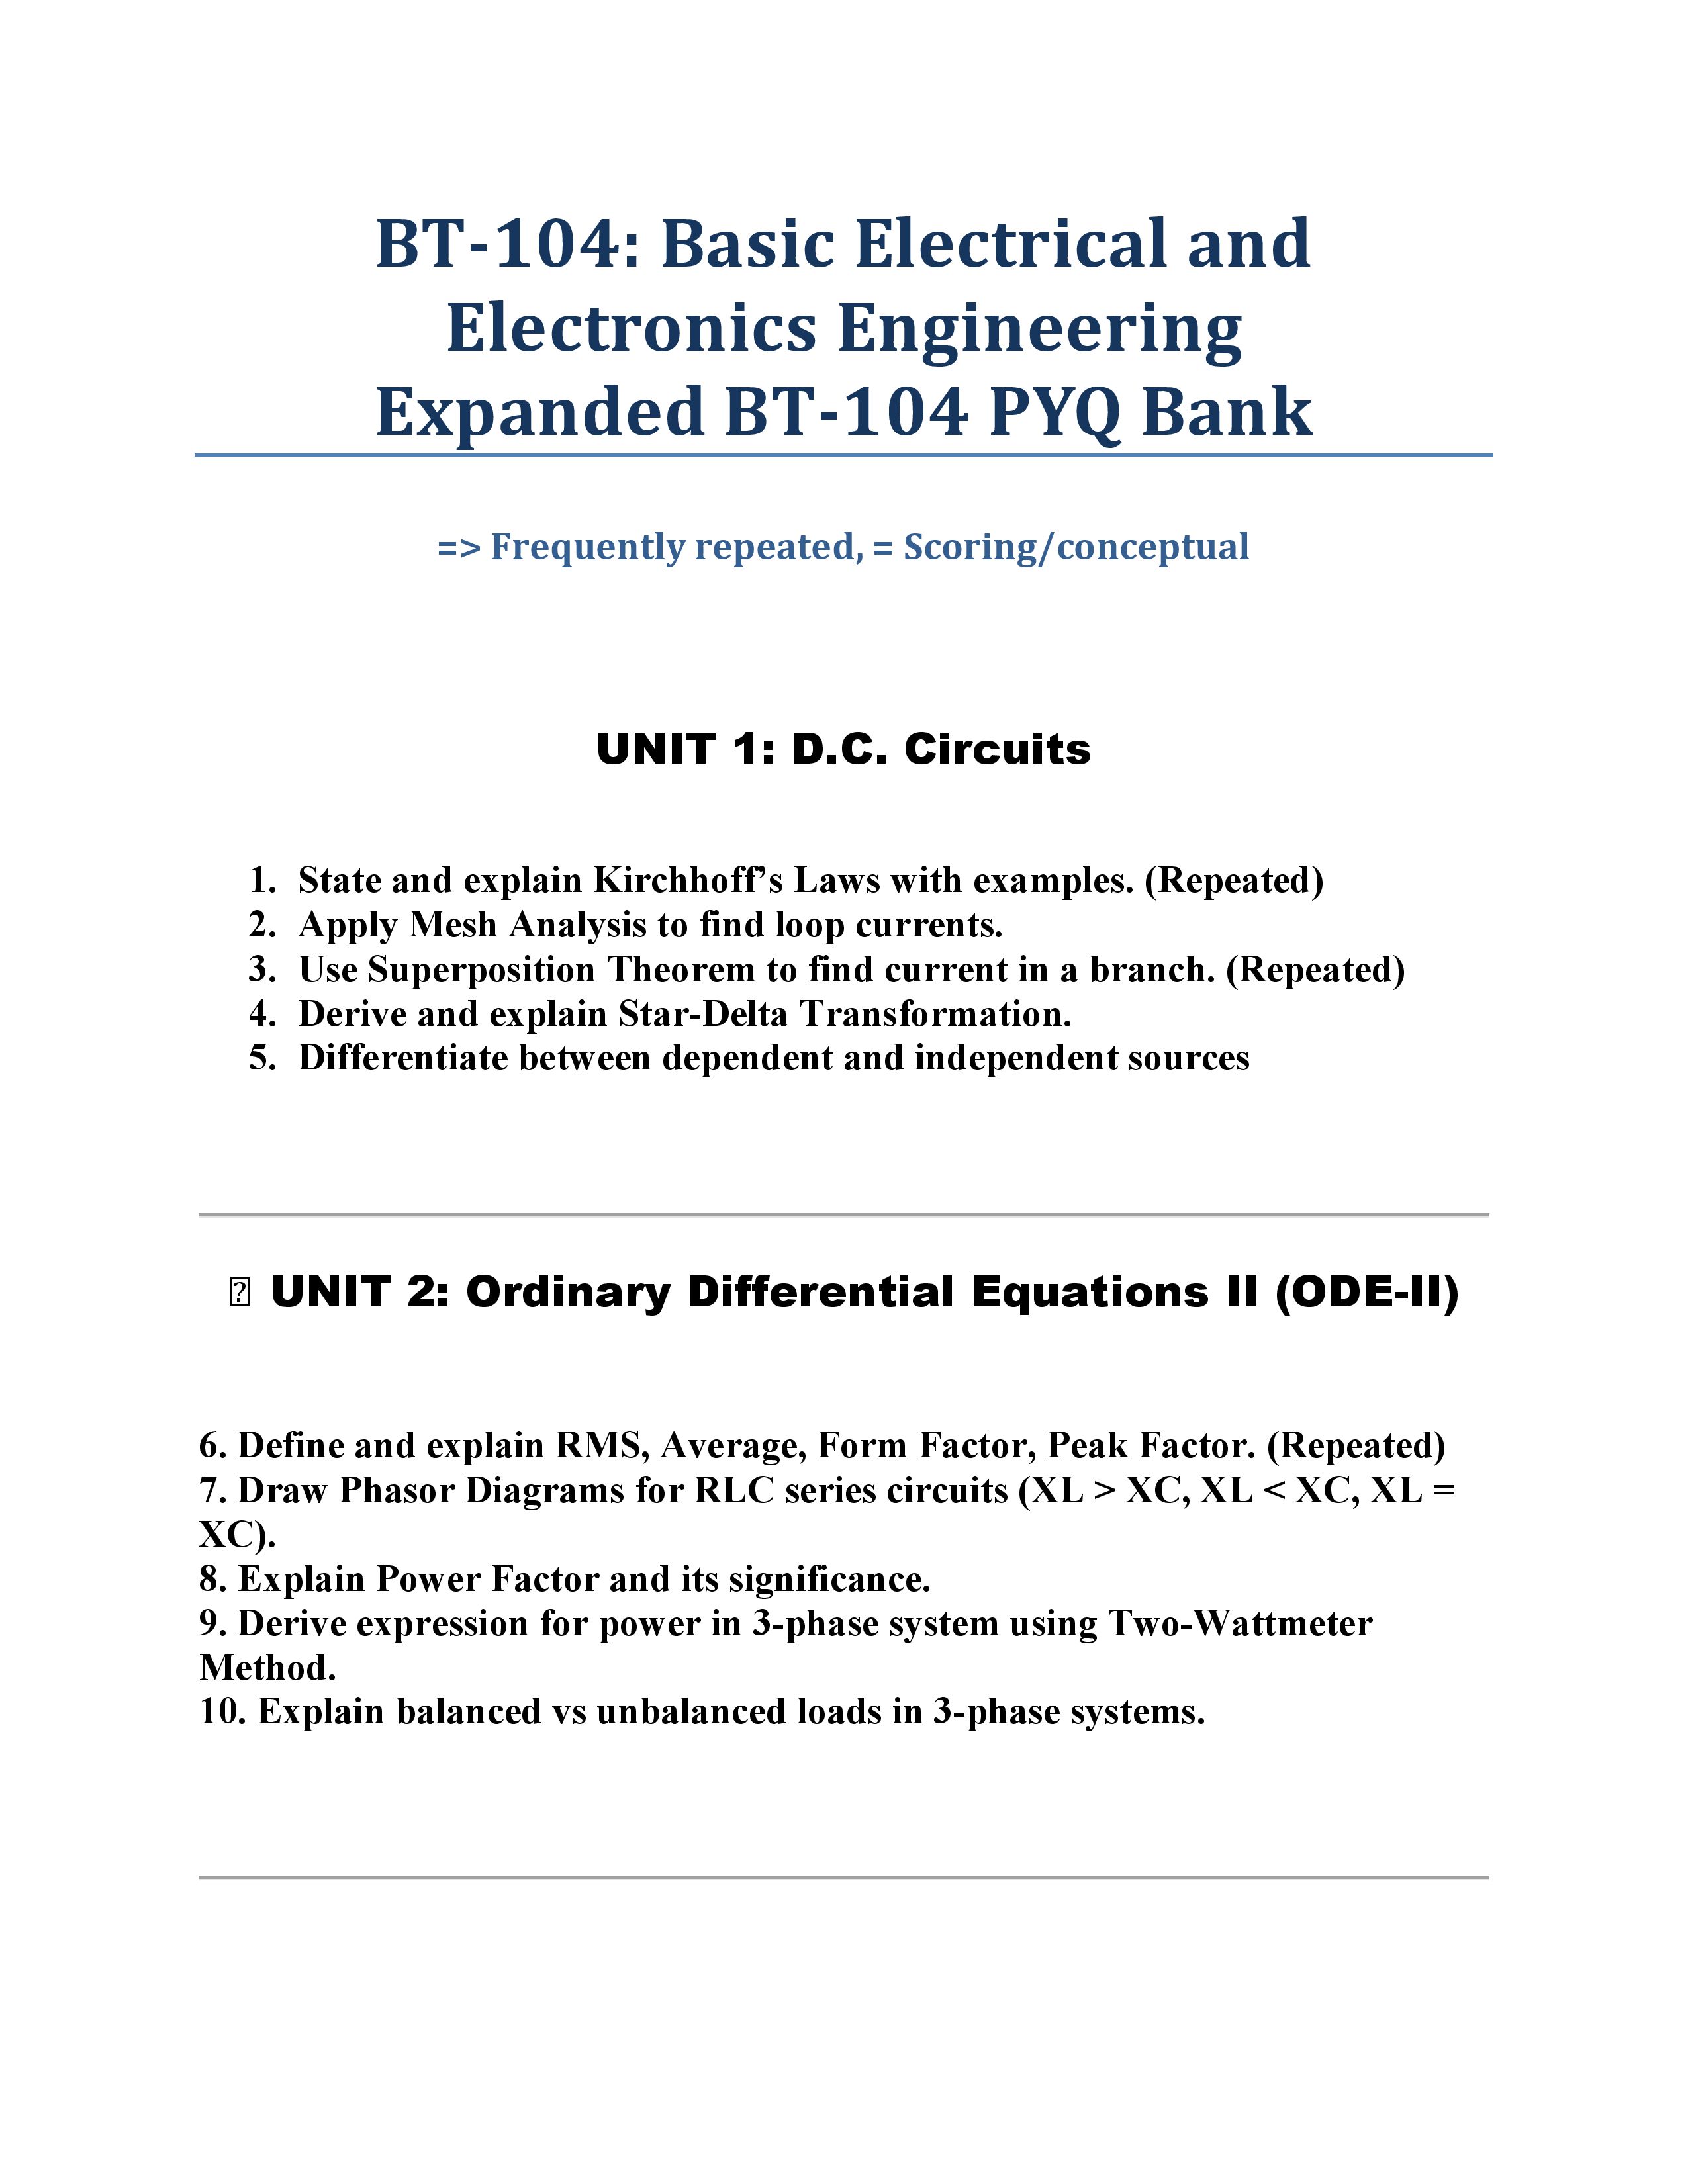 BT-104: Basic Electrical and
Electronics Engineering
Expanded BT-104 PYQ Bank
=> Frequently repeated, = Scoring/conceptual
UNIT 1: D.C. Circuits
1. State and explain Kirchhoff’s Laws with examples. (Repeated)
2. Apply Mesh Analysis to find loop currents.
3. Use Superposition Theorem to find current in a branch. (Repeated)
4. Derive and explain Star-Delta Transformation.
5. Differentiate between dependent and independent sources
UNIT 2: Ordinary Differential Equations II (ODE-II)
6. Define and explain RMS, Average, Form Factor, Peak Factor. (Repeated)
7. Draw Phasor Diagrams for RLC series circuits (XL > XC, XL < XC, XL =
XC).
8. Explain Power Factor and its significance.
9. Derive expression for power in 3-phase system using Two-Wattmeter
Method.
10. Explain balanced vs unbalanced loads in 3-phase systems.